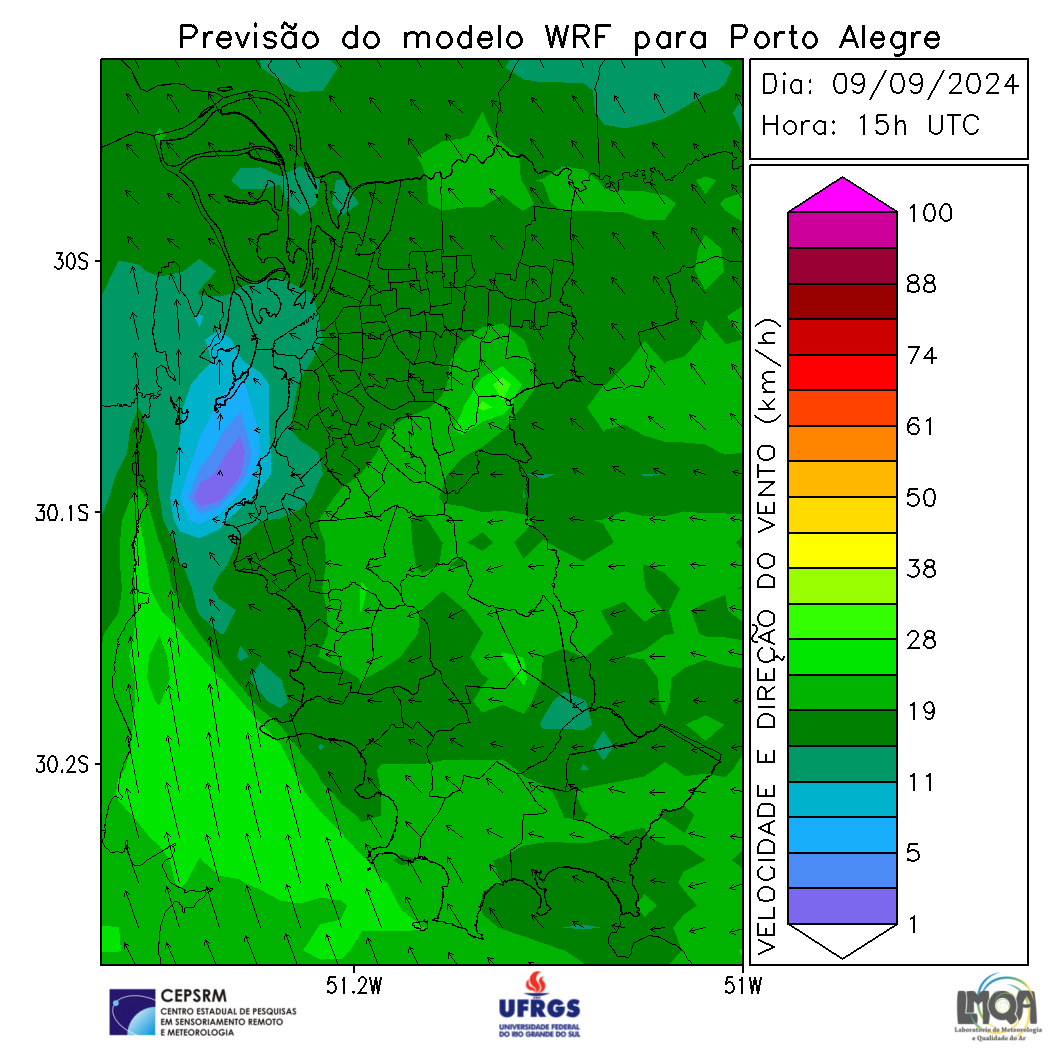 Previsão do modelo WRF para Porto Alegre
Dia: 09/09/2024
Hora: 15h UTC
30S
30.1S
30.2S
51.2W
51W
VELOCIDADE E DIREÇÃO DO VENTO (km/h)
100
88
74
61
50
38
28
19
11
5
1
CEPSRM
CENTRO ESTADUAL DE PESQUISAS
EM SENSORIAMENTO REMOTO
E METEOROLOGIA
UFRGS
UNIVERSIDADE FEDERAL
DO RIO GRANDE DO SUL
LMQA
Laboratório de Meteorologia
e Qualidade do Ar